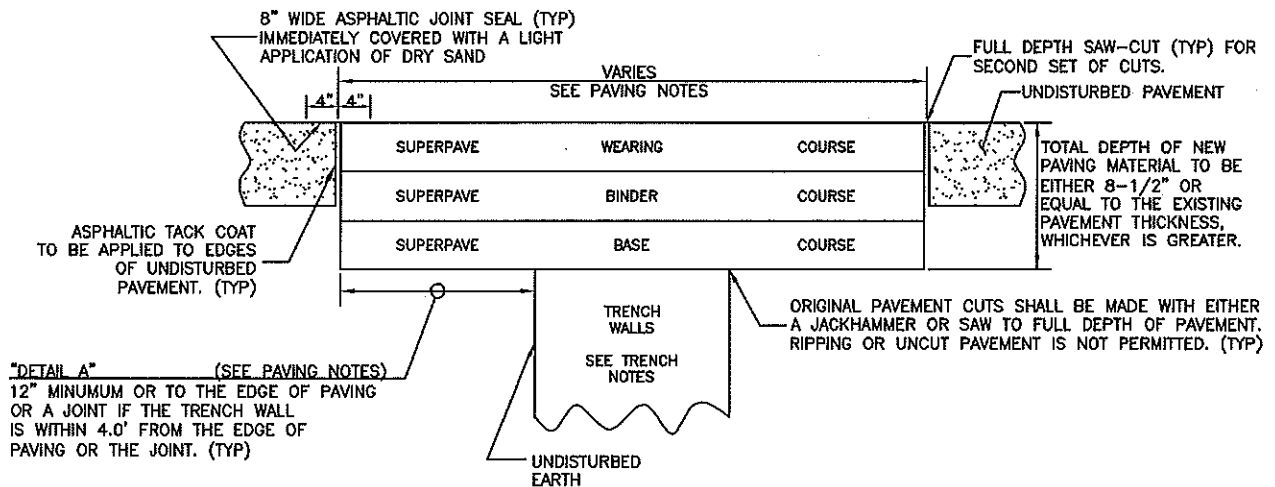 8" WIDE ASPHALTIC JOINT SEAL (TYP)
IMMEDIATELY COVERED WITH A LIGHT
APPLICATION OF DRY SAND
FULL DEPTH SAW-CUT (TYP) FOR
SECOND SET OF CUTS.
VARIES
SEE PAVING NOTES
UNDISTURBED PAVEMENT
4" 4"
SUPERPAVE WEARING COURSE
SUPERPAVE BINDER COURSE
SUPERPAVE BASE COURSE
TOTAL DEPTH OF NEW
PAVING MATERIAL TO BE
EITHER 8-1/2" OR
EQUAL TO THE EXISTING
PAVEMENT THICKNESS,
WHICHEVER IS GREATER.
ASPHALTIC TACK COAT
TO BE APPLIED TO EDGES
OF UNDISTURBED
PAVEMENT. (TYP)
TRENCH
WALLS
SEE TRENCH
NOTES
ORIGINAL PAVEMENT CUTS SHALL BE MADE WITH EITHER
A JACKHAMMER OR SAW TO FULL DEPTH OF PAVEMENT.
RIPPING OR UNCUT PAVEMENT IS NOT PERMITTED. (TYP)
"DETAIL A" (SEE PAVING NOTES)
12" MINUMUM OR TO THE EDGE OF PAVING
OR A JOINT IF THE TRENCH WALL
IS WITHIN 4.0' FROM THE EDGE OF
PAVING OR THE JOINT. (TYP)
UNDISTURBED
EARTH